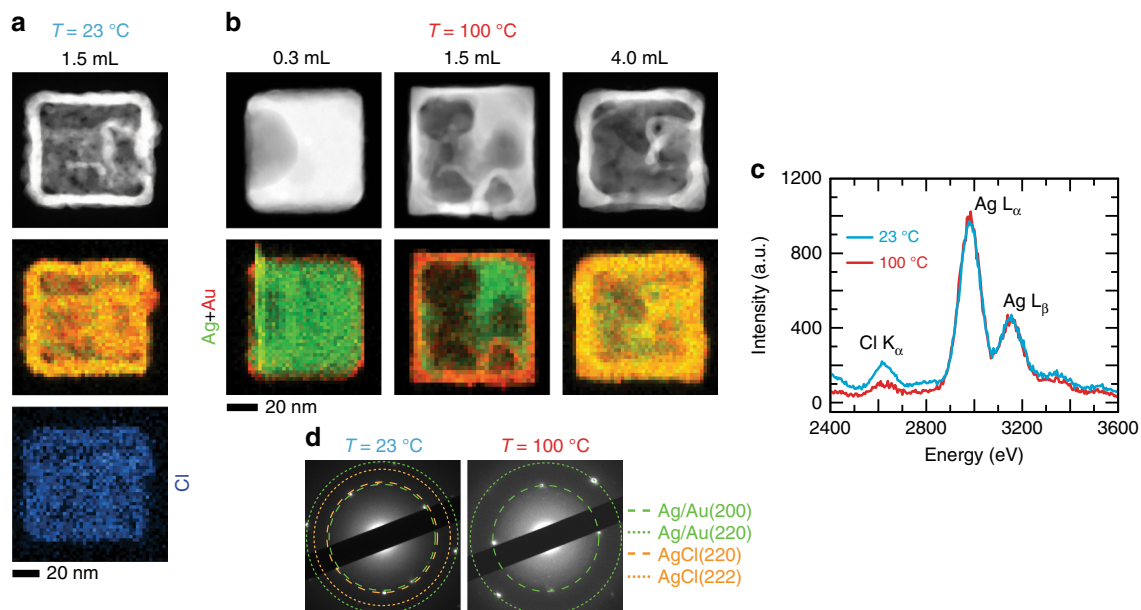 a
T = 23 °C
1.5 mL
b
T = 100 °C
0.3 mL
1.5 mL
4.0 mL
Ag+Au
20 nm
Cl
20 nm
c
1200
800
400
0
Intensity (a.u.)
2400
2800
3200
3600
Energy (eV)
Ag Lα
23 °C
100 °C
Ag Lβ
Cl Kα
d
T = 23 °C
T = 100 °C
Ag/Au(200)
Ag/Au(220)
AgCl(220)
AgCl(222)